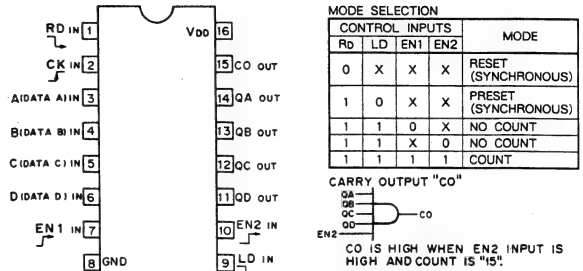 RD IN 1
CK IN 2
A(DATA A) IN 3
B(DATA B) IN 4
C(DATA C) IN 5
D(DATA D) IN 6
EN1 IN 7
8 GND
VDD 16
15 CO OUT
14 QA OUT
13 QB OUT
12 QC OUT
11 QD OUT
10 EN2 IN
9 LD IN
MODE SELECTION
CONTROL INPUTS MODE
RD LD EN1 EN2
0 X X X RESET (SYNCHRONOUS)
1 0 X X PRESET (SYNCHRONOUS)
1 1 0 X NO COUNT
1 1 X 0 NO COUNT
1 1 1 1 COUNT
CARRY OUTPUT "CO"
QA
QB
QC
QD
EN2
CO
CO IS HIGH WHEN EN2 INPUT IS
HIGH AND COUNT IS "15".